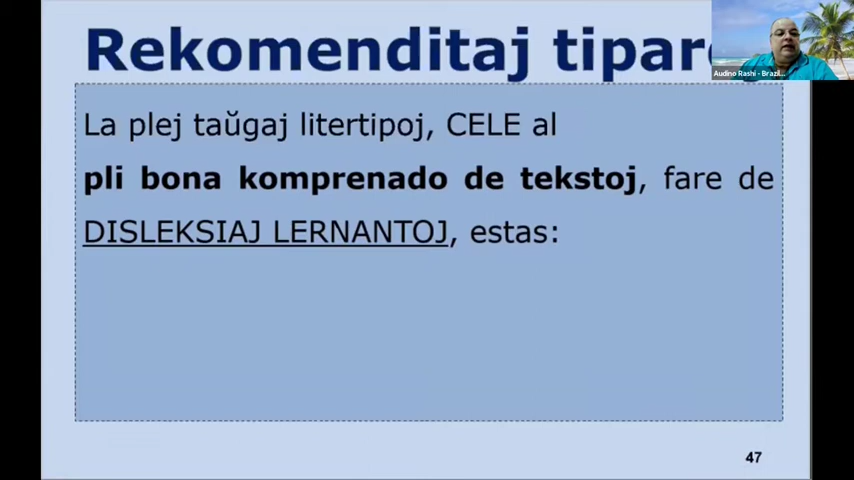 Rekomenditaj
Audino Rashi - Brazil...
La plej taŭgaj litertipoj, CELE al
pli bona komprenado de tekstoj, fare de
DISLEKSIAJ LERNANTOJ, estas:
47